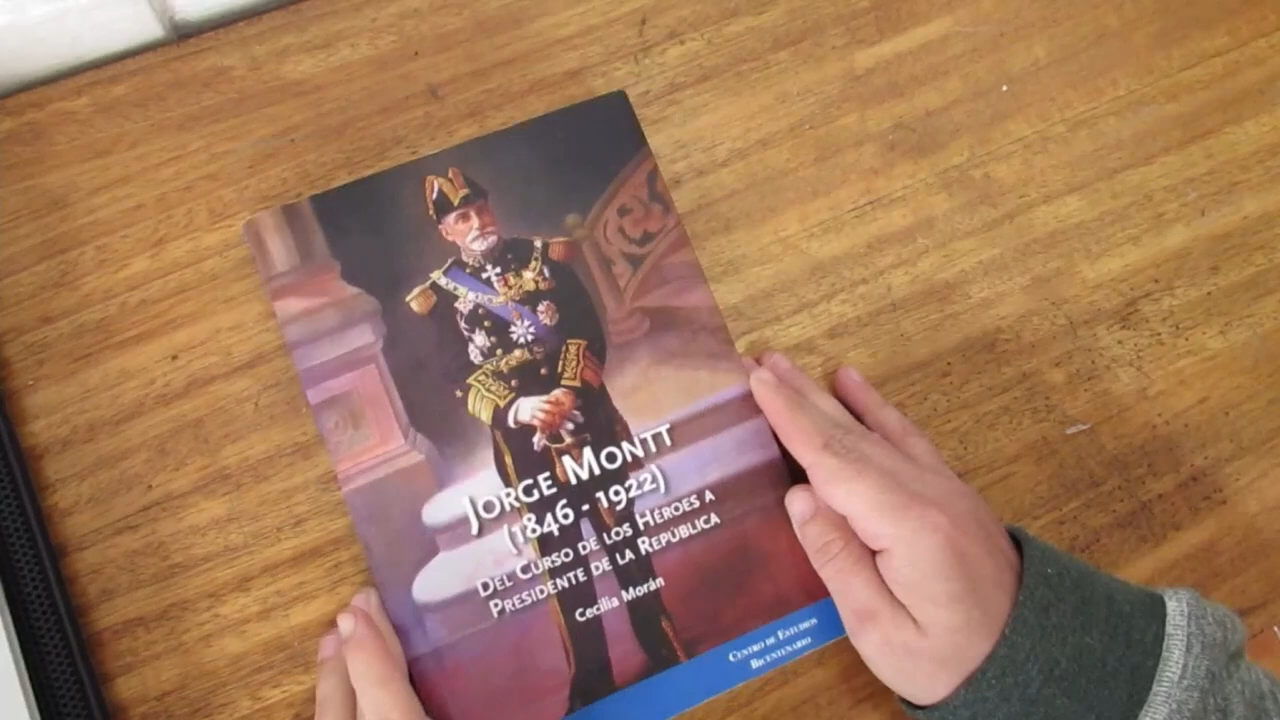 Jorge Montt
(1846 - 1922)
Del Curso de los Héroes a
Presidente de la República
Cecilia Morán
Centro de Estudios
Bicentenario